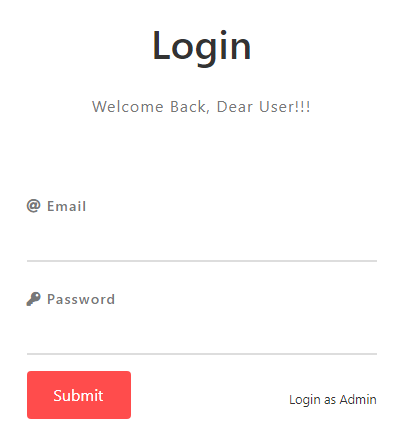 Login
Welcome Back, Dear User!!!
@ Email
Password
Submit
Login as Admin